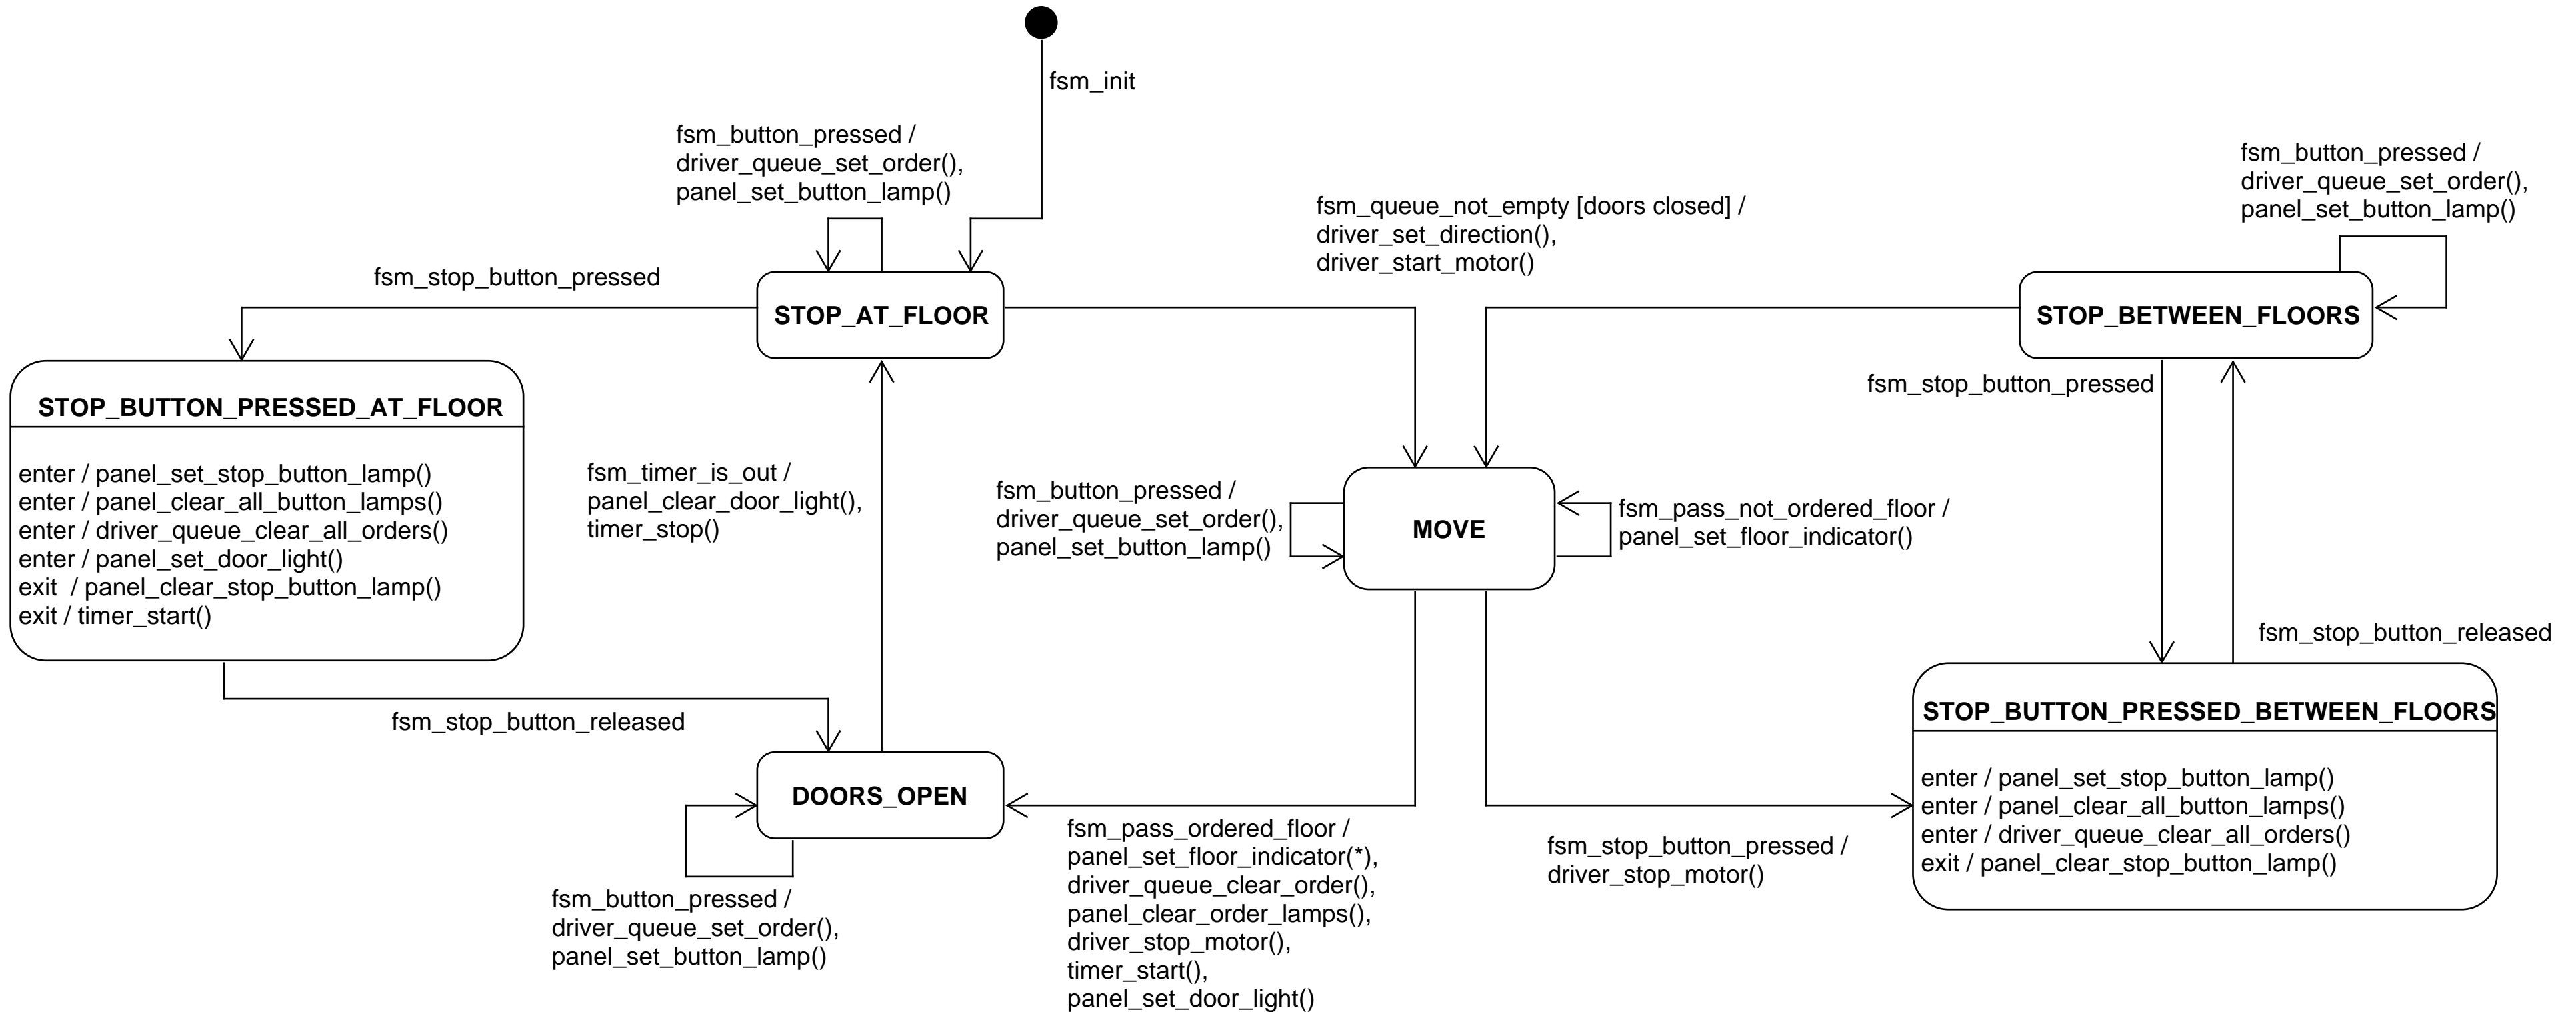 fsm_init
fsm_button_pressed /
driver_queue_set_order(),
panel_set_button_lamp()
fsm_button_pressed /
driver_queue_set_order(),
panel_set_button_lamp()
fsm_queue_not_empty [doors closed] /
driver_set_direction(),
driver_start_motor()
fsm_stop_button_pressed
STOP_AT_FLOOR
STOP_BETWEEN_FLOORS
fsm_stop_button_pressed
STOP_BUTTON_PRESSED_AT_FLOOR
enter / panel_set_stop_button_lamp()
enter / panel_clear_all_button_lamps()
enter / driver_queue_clear_all_orders()
enter / panel_set_door_light()
exit  / panel_clear_stop_button_lamp()
exit / timer_start()
fsm_timer_is_out /
panel_clear_door_light(),
timer_stop()
fsm_button_pressed /
driver_queue_set_order(),
panel_set_button_lamp()
MOVE
fsm_pass_not_ordered_floor /
panel_set_floor_indicator()
fsm_stop_button_released
fsm_stop_button_released
STOP_BUTTON_PRESSED_BETWEEN_FLOORS
enter / panel_set_stop_button_lamp()
enter / panel_clear_all_button_lamps()
enter / driver_queue_clear_all_orders()
exit / panel_clear_stop_button_lamp()
DOORS_OPEN
fsm_button_pressed /
driver_queue_set_order(),
panel_set_button_lamp()
fsm_pass_ordered_floor /
panel_set_floor_indicator(*),
driver_queue_clear_order(),
panel_clear_order_lamps(),
driver_stop_motor(),
timer_start(),
panel_set_door_light()
fsm_stop_button_pressed /
driver_stop_motor()